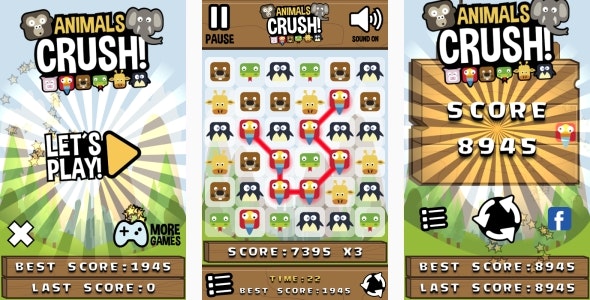 ANIMALS
CRUSH!
LET'S
PLAY!
MORE
GAMES
BEST SCORE:1945
LAST SCORE:0
PAUSE
ANIMALS
CRUSH!
SOUND ON
SCORE:7395 X3
TIME:22
BEST SCORE:1945
ANIMALS
CRUSH!
SCORE
8945
f
BEST SCORE:8945
LAST SCORE:8945